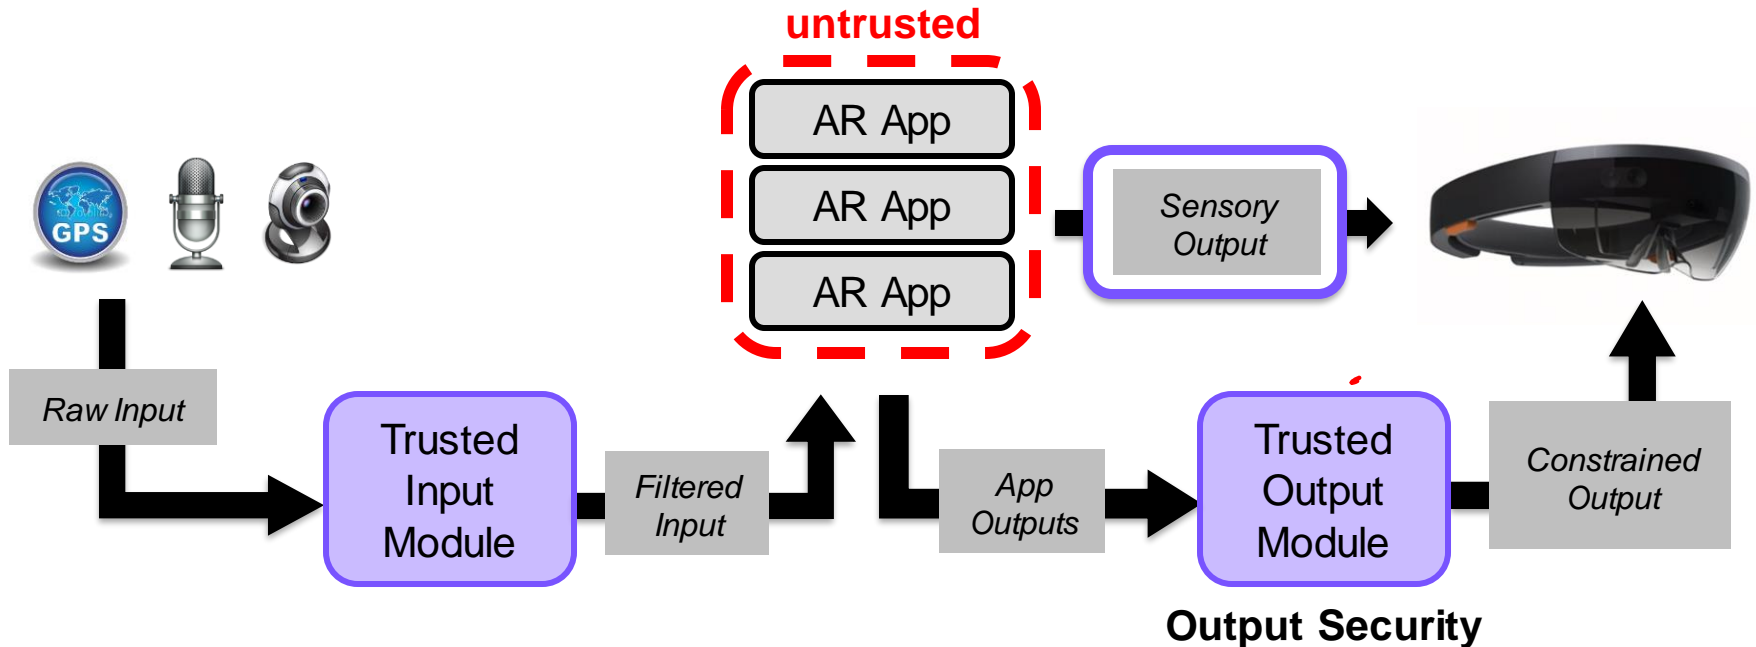 untrusted
AR App
AR App
AR App
GPS
Sensory
Output
Raw Input
Trusted
Input
Module
Filtered
Input
App
Outputs
Trusted
Output
Module
Constrained
Output
Output Security